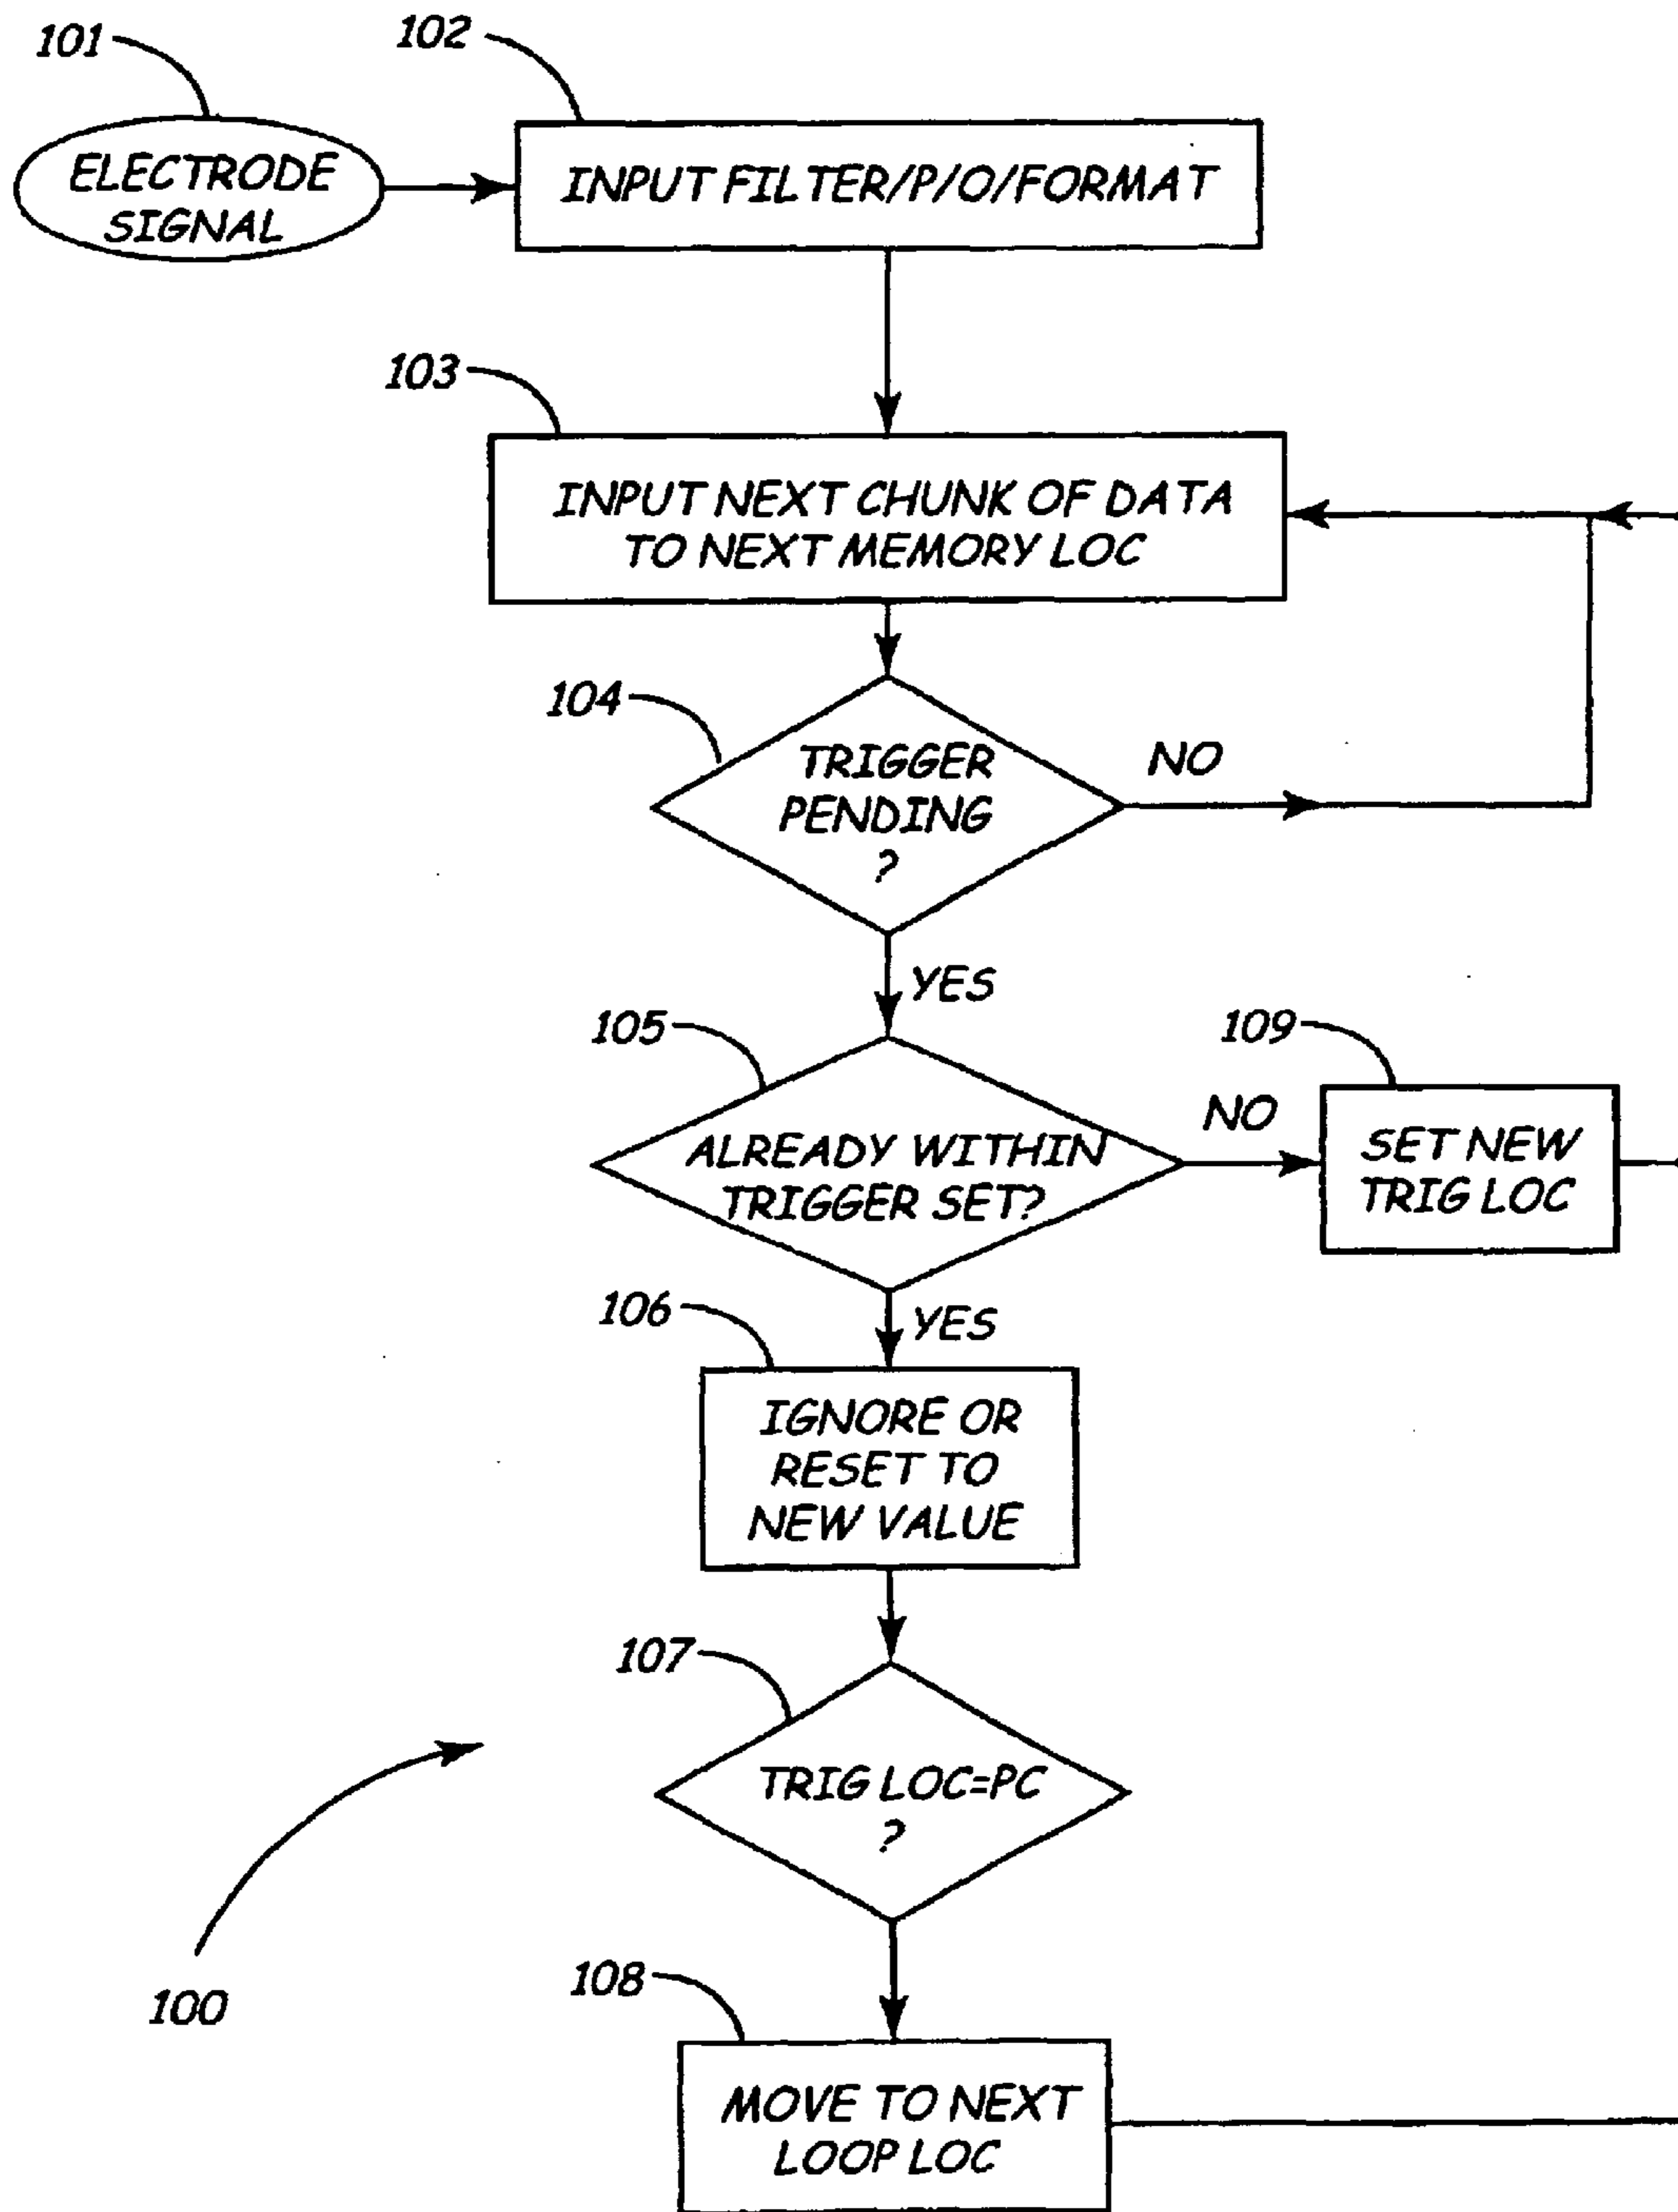 101
102
ELECTRODE
SIGNAL
INPUT FILTER/P/O/FORMAT
103
INPUT NEXT CHUNK OF DATA
TO NEXT MEMORY LOC
104
TRIGGER
PENDING
?
NO
YES
105
109
ALREADY WITHIN
TRIGGER SET?
NO
SET NEW
TRIG LOC
106
YES
IGNORE OR
RESET TO
NEW VALUE
107
TRIG LOC=PC
?
100
108
MOVE TO NEXT
LOOP LOC